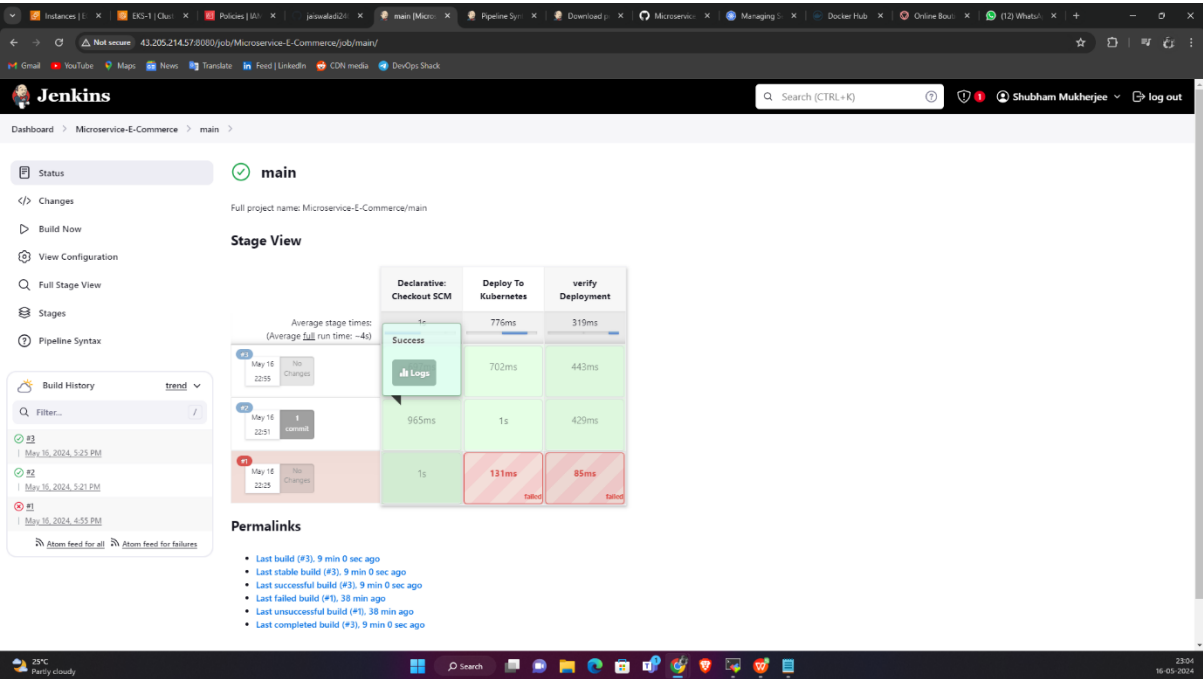 Instances | E
EKS-1 | Clust
Policies | IAM
jaiswaladi24
main [Micros
Pipeline Syn
Download p
Microservice
Managing S
Docker Hub
Online Bouti
(12) WhatsA
Not secure 43.205.214.57:8080/job/Microservice-E-Commerce/job/main/
Gmail YouTube Maps News Translate Feed | LinkedIn CDN media DevOps Shack
Jenkins
Search (CTRL+K)
1
Shubham Mukherjee
log out
Dashboard > Microservice-E-Commerce > main >
Status
Changes
Build Now
View Configuration
Full Stage View
Stages
Pipeline Syntax
Build History trend
Filter... /
#3
May 16, 2024, 5:25 PM
#2
May 16, 2024, 5:21 PM
#1
May 16, 2024, 4:55 PM
Atom feed for all Atom feed for failures
main
Full project name: Microservice-E-Commerce/main
Stage View
Declarative: Deploy To verify
Checkout SCM Kubernetes Deployment
Average stage times: 1s 776ms 319ms
(Average full run time: ~4s)
Success
Logs
#3
May 16 No
22:55 Changes
702ms 443ms
#2
May 16 1
22:51 commit
965ms 1s 429ms
#1
May 16 No
22:25 Changes
1s 131ms 85ms
failed failed
Permalinks
Last build (#3), 9 min 0 sec ago
Last stable build (#3), 9 min 0 sec ago
Last successful build (#3), 9 min 0 sec ago
Last failed build (#1), 38 min ago
Last unsuccessful build (#1), 38 min ago
Last completed build (#3), 9 min 0 sec ago
25°C
Partly cloudy
Search
23:04
16-05-2024